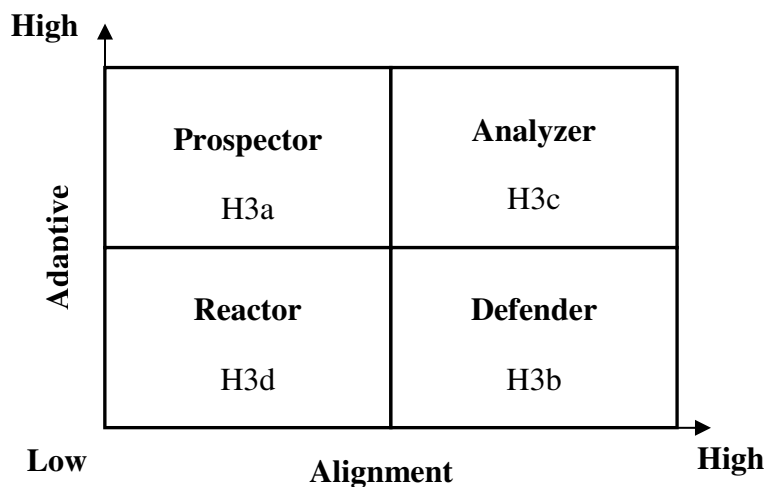 High
Prospector
Analyzer
H3a
H3c
Adaptive
Reactor
Defender
H3d
H3b
Low
Alignment
High